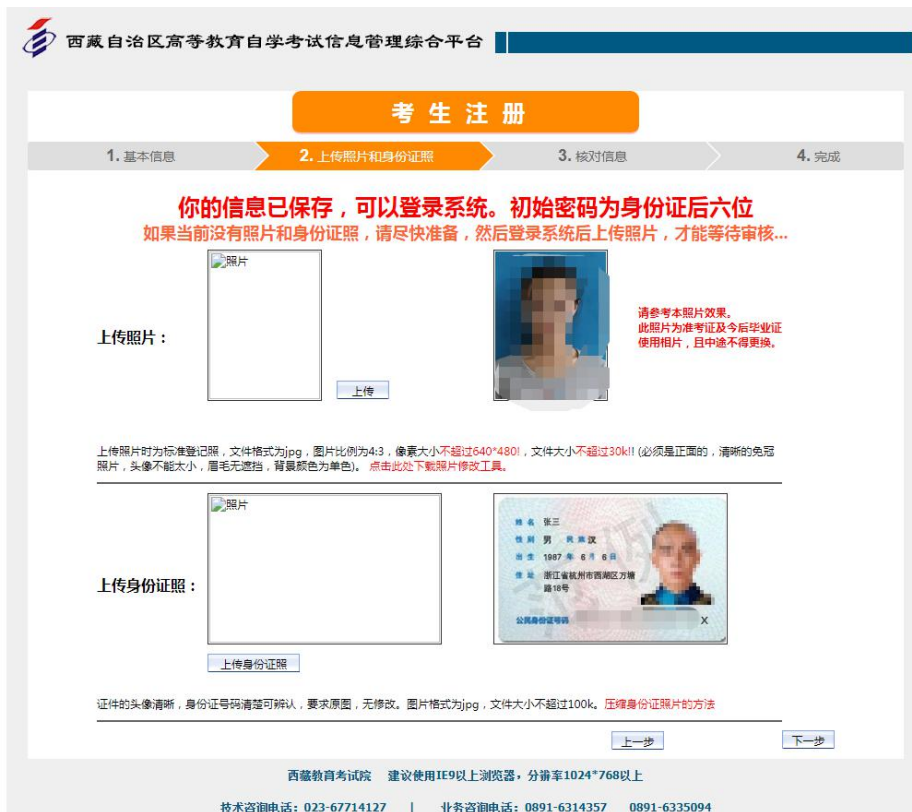 西藏自治区高等教育自学考试信息管理综合平台
考生注册
1. 基本信息
2. 上传照片和身份证照
3. 核对信息
4. 完成
你的信息已保存，可以登录系统。初始密码为身份证后六位
如果当前没有照片和身份证照，请尽快准备，然后登录系统后上传照片，才能等待审核...
照片
上传照片：
上传
请参考本照片效果。
此照片为准考证及今后毕业证
使用相片，且中途不得更换。
上传照片时为标准登记照，文件格式为jpg，图片比例为4:3，像素大小不超过640*480!，文件大小不超过30k!! (必须是正面的，清晰的免冠
照片，头像不能太小，眉毛无遮挡，背景颜色为单色)。 点击此处下载照片修改工具。
照片
上传身份证照：
上传身份证照
姓名 张三
性别 男 民族 汉
出生 1987 年 6 月 6 日
住址 浙江省杭州市西湖区万塘
路18号
公民身份证号码 X
证件的头像清晰，身份证号码清楚可辨认，要求原图，无修改。图片格式为jpg，文件大小不超过100k。压缩身份证照片的方法
上一步
下一步
西藏教育考试院 建议使用IE9以上浏览器，分辨率1024*768以上
技术咨询电话：023-67714127 | 业务咨询电话：0891-6314357 0891-6335094